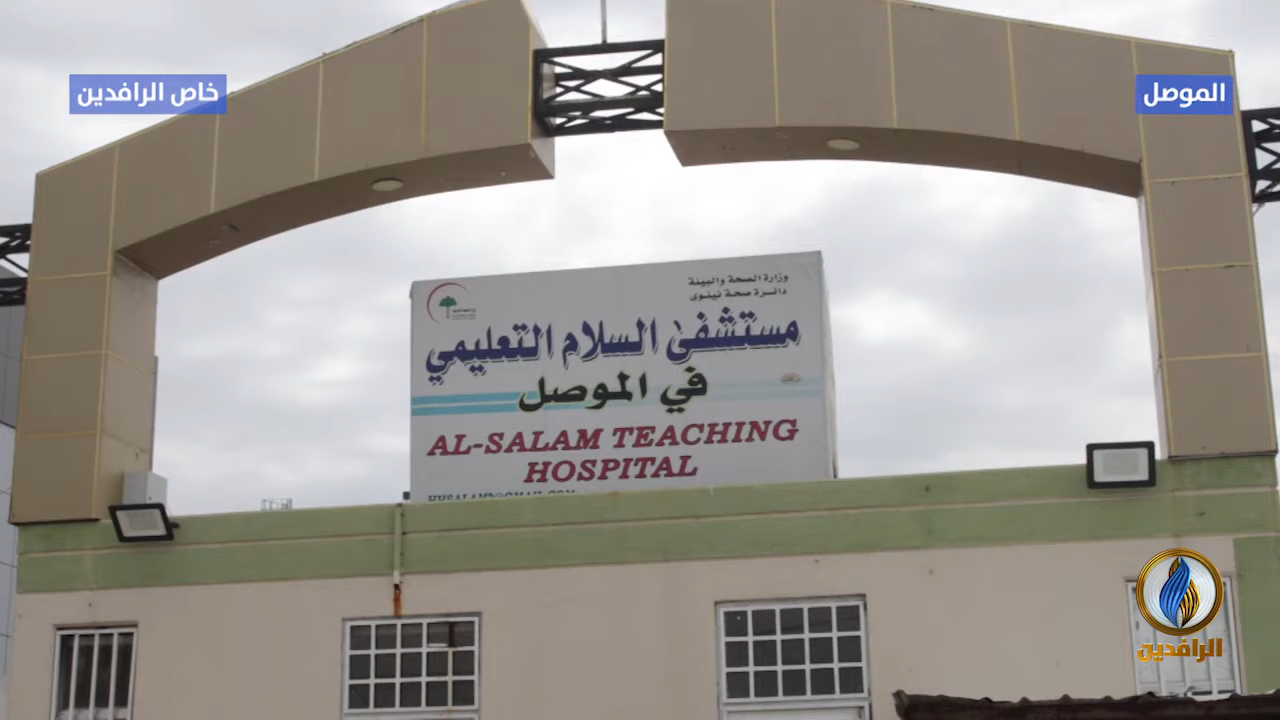 الموصل
خاص الرافدين
وزارة الصحة والبيئة
دائرة صحة نينوى
مستشفى السلام التعليمي
في الموصل
AL-SALAM TEACHING
HOSPITAL
الرافدين